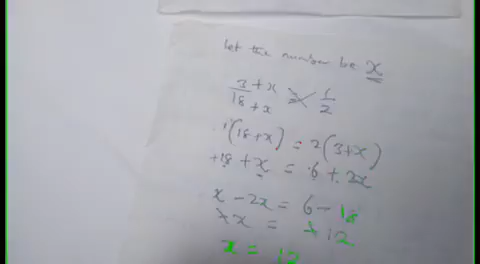 Let the number be x
3 + x / 18 + x = 1 / 2
1(18+x) = 2(3+x)
+18 + x = 6 + 2x
x - 2x = 6 - 18
-x = -12
x = 12